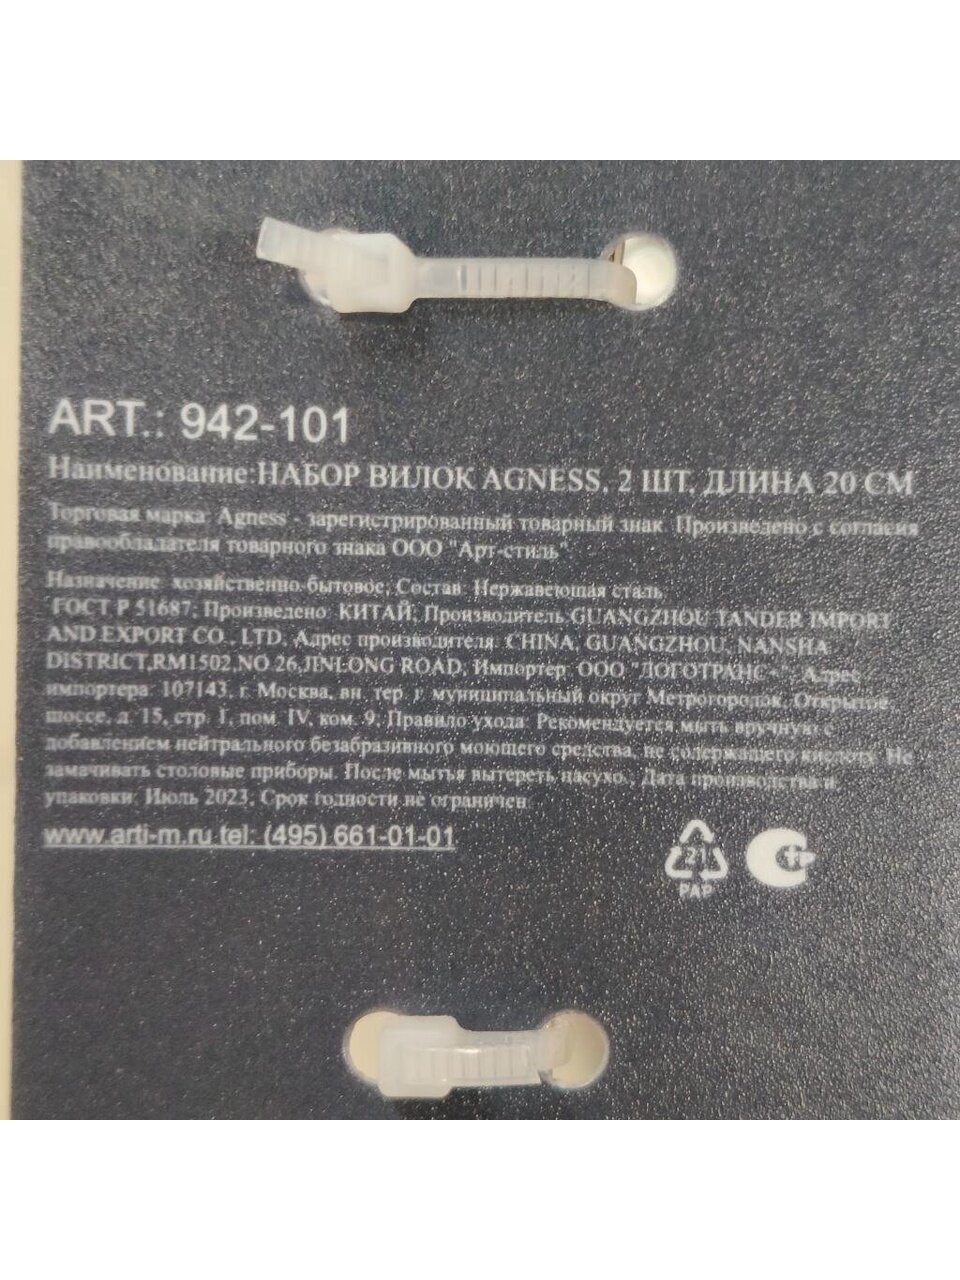 ART.: 942-101
Наименование: НАБОР ВИЛОК AGNESS, 2 ШТ, ДЛИНА 20 СМ
Торговая марка: Agness - зарегистрированный товарный знак. Произведено с согласия
правообладателя товарного знака ООО "Арт-стиль"
Назначение: хозяйственно-бытовое; Состав: Нержавеющая сталь
ГОСТ Р 51687; Произведено: КИТАЙ, Производитель: GUANGZHOU TANDER IMPORT
AND EXPORT CO., LTD, Адрес производителя: CHINA, GUANGZHOU, NANSHA
DISTRICT,RM1502,NO.26,JINLONG ROAD, Импортер: ООО "ЛОГОТРАНС+", Адрес
импортера: 107143, г. Москва, вн. тер. г. муниципальный округ Метрогородок, Открытое
шоссе, д. 15, стр. 1, пом. IV, ком. 9; Правило ухода: Рекомендуется мыть вручную с
добавлением нейтрального безабразивного моющего средства, не содержащего кислоту. Не
замачивать столовые приборы. После мытья вытереть насухо.; Дата производства и
упаковки: Июль 2023, Срок годности не ограничен
www.arti-m.ru tel: (495) 661-01-01
21
PAP